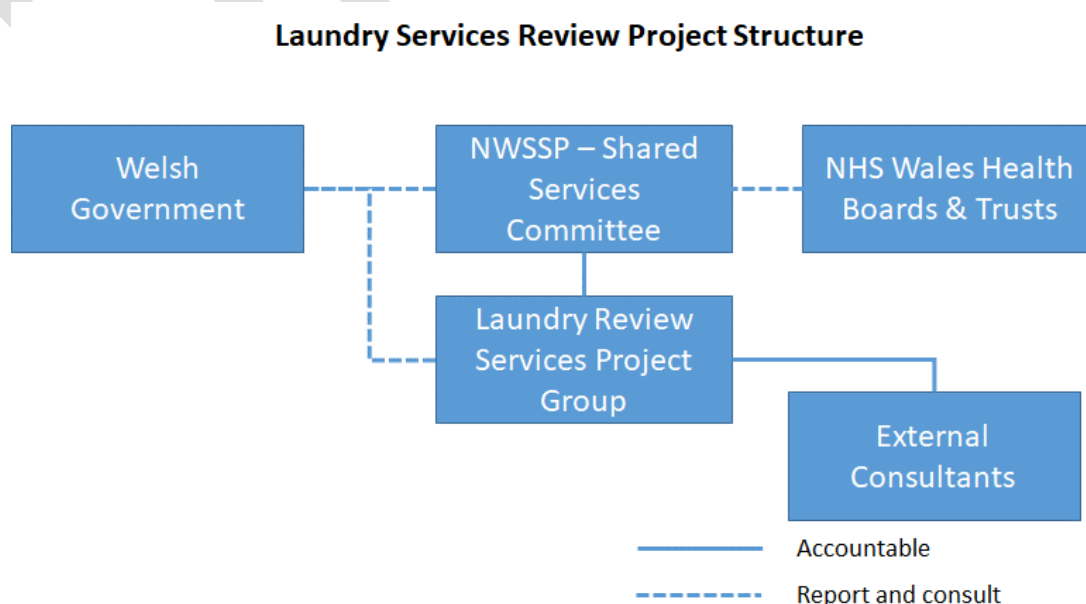 Laundry Services Review Project Structure
Welsh
Government
NWSSP – Shared
Services
Committee
NHS Wales Health
Boards & Trusts
Laundry Review
Services Project
Group
External
Consultants
Accountable
Report and consult